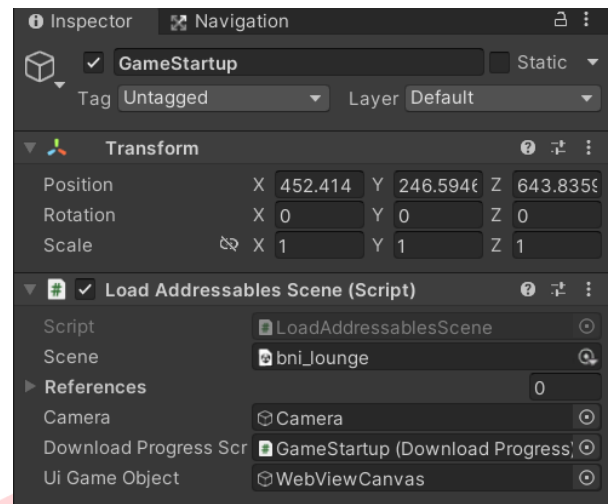 Inspector Navigation
GameStartup Static
Tag Untagged Layer Default
Transform
Position X 452.414 Y 246.5946 Z 643.8359
Rotation X 0 Y 0 Z 0
Scale X 1 Y 1 Z 1
# Load Addressables Scene (Script)
Script # LoadAddressablesScene
Scene bni_lounge
References 0
Camera Camera
Download Progress Scr # GameStartup (Download Progress)
Ui Game Object WebViewCanvas